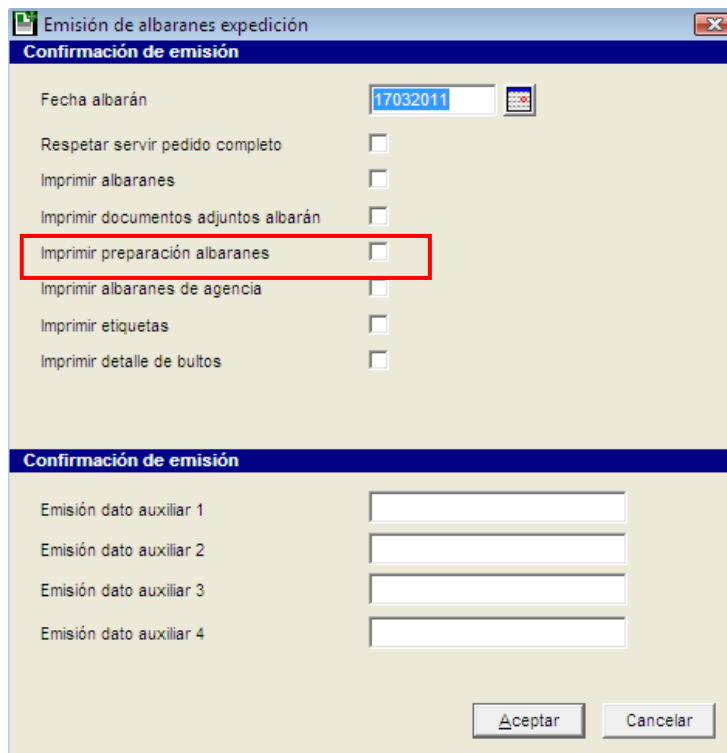 Emisión de albaranes expedición
Confirmación de emisión
Fecha albarán 17032011
Respetar servir pedido completo
Imprimir albaranes
Imprimir documentos adjuntos albarán
Imprimir preparación albaranes
Imprimir albaranes de agencia
Imprimir etiquetas
Imprimir detalle de bultos
Confirmación de emisión
Emisión dato auxiliar 1
Emisión dato auxiliar 2
Emisión dato auxiliar 3
Emisión dato auxiliar 4
Aceptar Cancelar